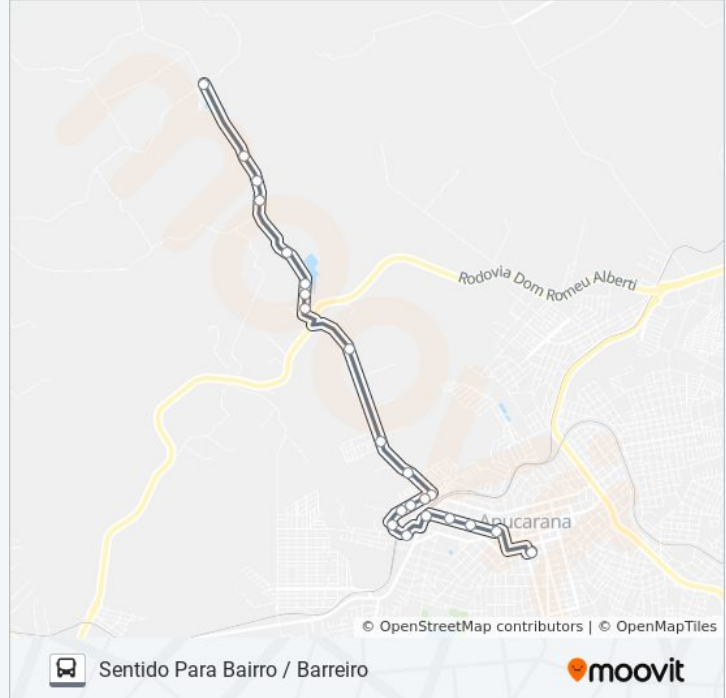 Rodovia Dom Romeu Alberti
Apucarana
© OpenStreetMap contributors | © OpenMapTiles
Sentido Para Bairro / Barreiro
moovit